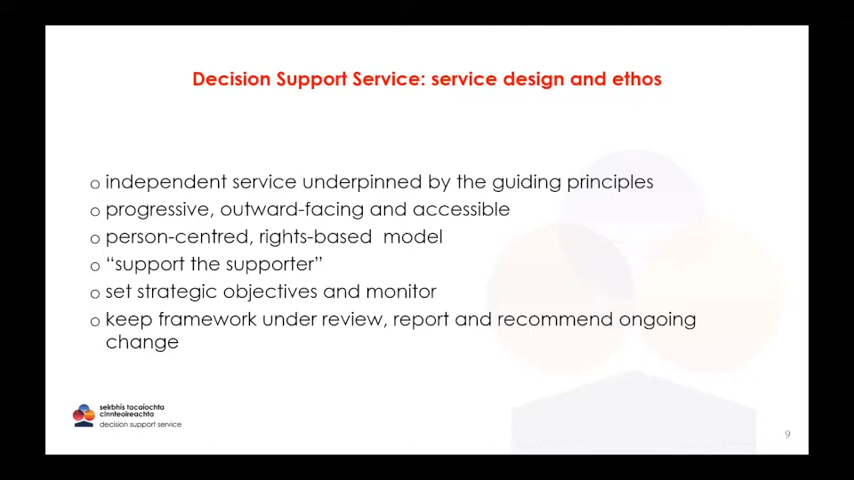 Decision Support Service: service design and ethos
o independent service underpinned by the guiding principles
o progressive, outward-facing and accessible
o person-centred, rights-based model
o “support the supporter”
o set strategic objectives and monitor
o keep framework under review, report and recommend ongoing
change
seirbhís tacaíochta
cinnteoireachta
decision support service
9